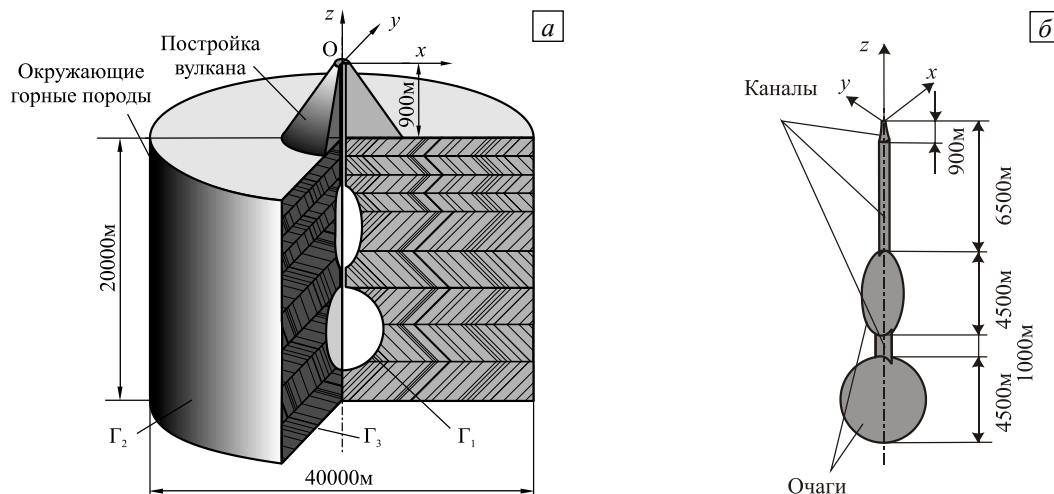 а
z
y
O
x
Постройка
вулкана
Окружающие
горные породы
900м
20000м
Г₂
Г₃
Г₁
40000м
б
z
Каналы
y
x
900м
6500м
4500м
1000м
4500м
Очаги